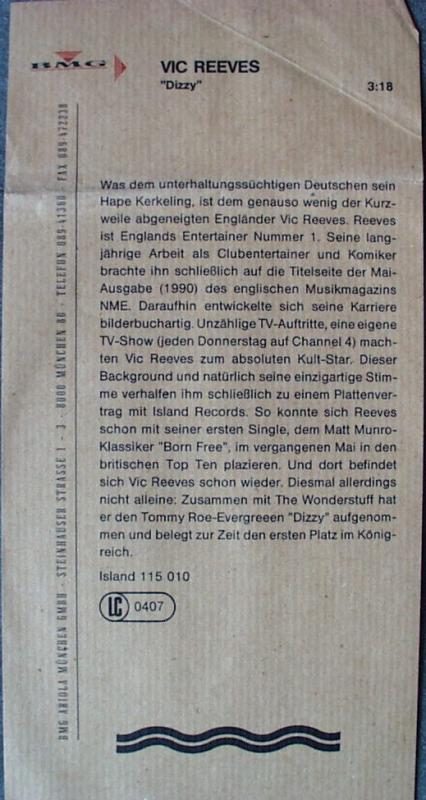 BMG
VIC REEVES
"Dizzy"
3:18
Was dem unterhaltungssüchtigen Deutschen sein
Hape Kerkeling, ist dem genauso wenig der Kurz-
weile abgeneigten Engländer Vic Reeves. Reeves
ist Englands Entertainer Nummer 1. Seine lang-
jährige Arbeit als Clubentertainer und Komiker
brachte ihn schließlich auf die Titelseite der Mai-
Ausgabe (1990) des englischen Musikmagazins
NME. Daraufhin entwickelte sich seine Karriere
bilderbuchartig. Unzählige TV-Auftritte, eine eigene
TV-Show (jeden Donnerstag auf Channel 4) mach-
ten Vic Reeves zum absoluten Kult-Star. Dieser
Background und natürlich seine einzigartige Stim-
me verhalfen ihm schließlich zu einem Plattenver-
trag mit Island Records. So konnte sich Reeves
schon mit seiner ersten Single, dem Matt Munro-
Klassiker "Born Free", im vergangenen Mai in den
britischen Top Ten plazieren. Und dort befindet
sich Vic Reeves schon wieder. Diesmal allerdings
nicht alleine: Zusammen mit The Wonderstuff hat
er den Tommy Roe-Evergreeen "Dizzy" aufgenom-
men und belegt zur Zeit den ersten Platz im König-
reich.
Island 115 010
LC 0407
BMG ARIOLA MÜNCHEN GMBH · STEINHAUSER STRASSE 1 - 3 · 8000 MÜNCHEN 80 · TELEFON 089-41360 · FAX 089-472238